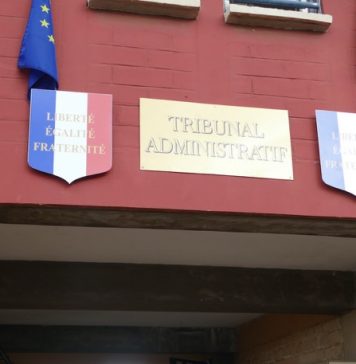 LIBERTÉ
ÉGALITÉ
FRATERNITÉ
TRIBUNAL
ADMINISTRATIF